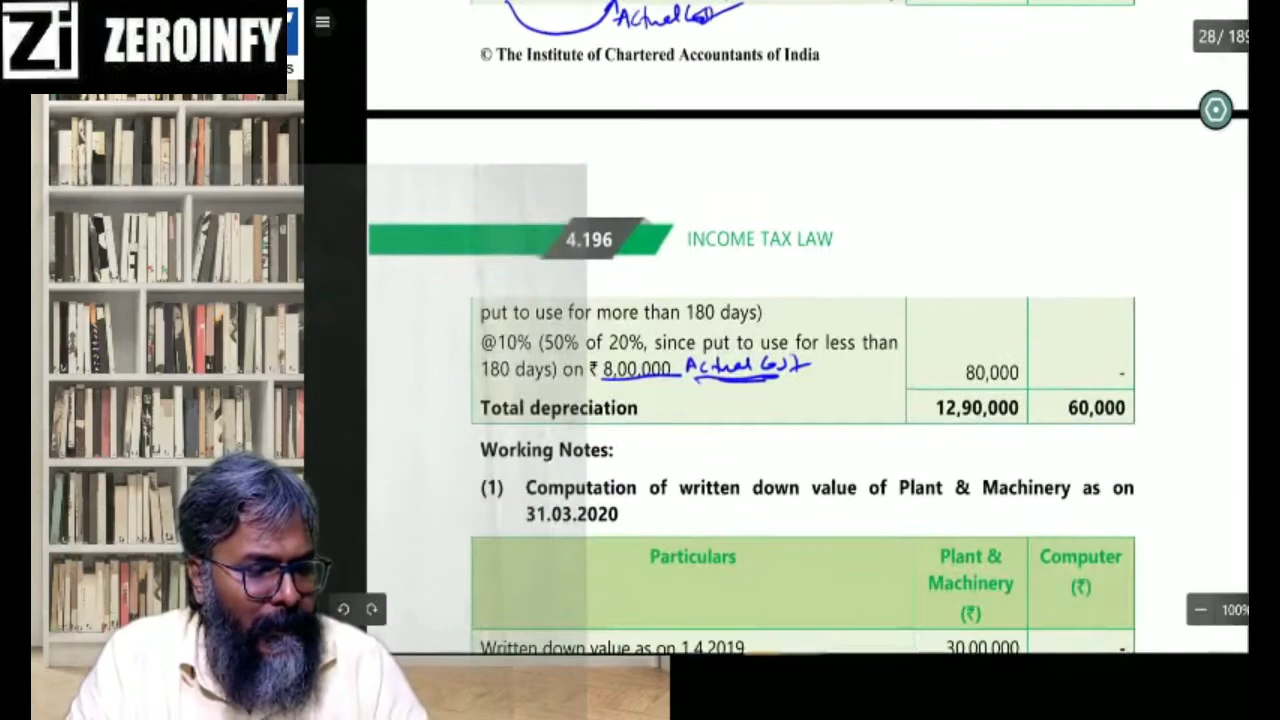 Zi ZEROINFY
s
Actual Cost
© The Institute of Chartered Accountants of India
28 / 189
4.196 INCOME TAX LAW
put to use for more than 180 days)
@10% (50% of 20%, since put to use for less than
180 days) on ₹ 8,00,000 Actual Cost 80,000 -
Total depreciation 12,90,000 60,000
Working Notes:
(1) Computation of written down value of Plant & Machinery as on
31.03.2020
Particulars Plant & Computer
Machinery (₹)
(₹)
Written down value as on 1.4.2019 30,00,000 -
100%